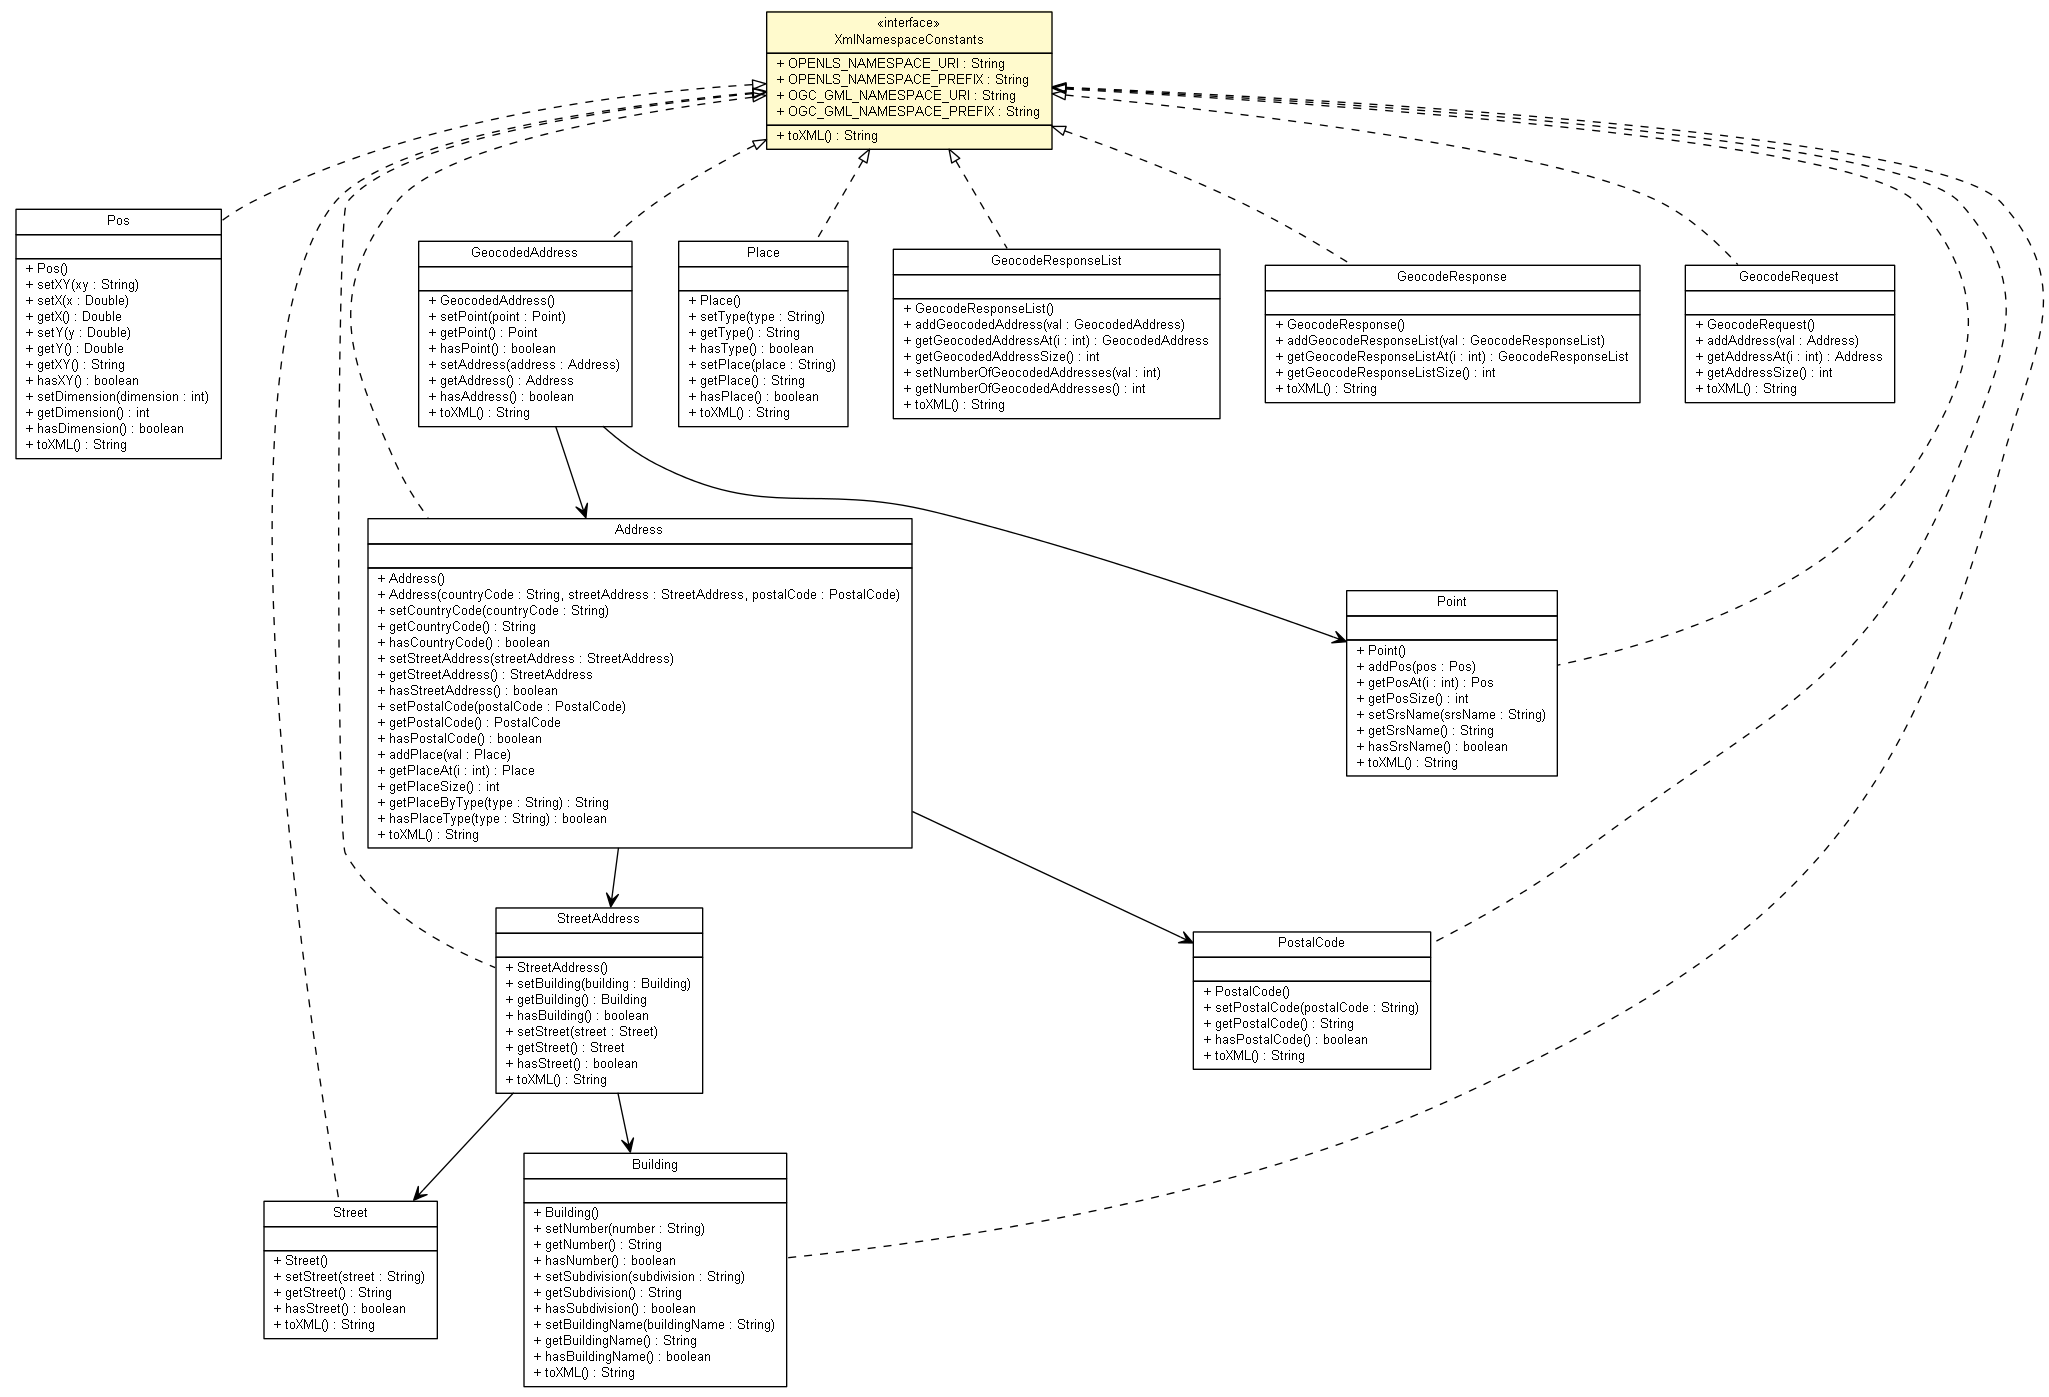 «interface»
XmlNamespaceConstants
+ OPENLS_NAMESPACE_URI : String
+ OPENLS_NAMESPACE_PREFIX : String
+ OGC_GML_NAMESPACE_URI : String
+ OGC_GML_NAMESPACE_PREFIX : String
+ toXML() : String
Pos
+ Pos()
+ setXY(xy : String)
+ setX(x : Double)
+ getX() : Double
+ setY(y : Double)
+ getY() : Double
+ getXY() : String
+ hasXY() : boolean
+ setDimension(dimension : int)
+ getDimension() : int
+ hasDimension() : boolean
+ toXML() : String
GeocodedAddress
+ GeocodedAddress()
+ setPoint(point : Point)
+ getPoint() : Point
+ hasPoint() : boolean
+ setAddress(address : Address)
+ getAddress() : Address
+ hasAddress() : boolean
+ toXML() : String
Place
+ Place()
+ setType(type : String)
+ getType() : String
+ hasType() : boolean
+ setPlace(place : String)
+ getPlace() : String
+ hasPlace() : boolean
+ toXML() : String
GeocodeResponseList
+ GeocodeResponseList()
+ addGeocodedAddress(val : GeocodedAddress)
+ getGeocodedAddressAt(i : int) : GeocodedAddress
+ getGeocodedAddressSize() : int
+ setNumberOfGeocodedAddresses(val : int)
+ getNumberOfGeocodedAddresses() : int
+ toXML() : String
GeocodeResponse
+ GeocodeResponse()
+ addGeocodeResponseList(val : GeocodeResponseList)
+ getGeocodeResponseListAt(i : int) : GeocodeResponseList
+ getGeocodeResponseListSize() : int
+ toXML() : String
GeocodeRequest
+ GeocodeRequest()
+ addAddress(val : Address)
+ getAddressAt(i : int) : Address
+ getAddressSize() : int
+ toXML() : String
Address
+ Address()
+ Address(countryCode : String, streetAddress : StreetAddress, postalCode : PostalCode)
+ setCountryCode(countryCode : String)
+ getCountryCode() : String
+ hasCountryCode() : boolean
+ setStreetAddress(streetAddress : StreetAddress)
+ getStreetAddress() : StreetAddress
+ hasStreetAddress() : boolean
+ setPostalCode(postalCode : PostalCode)
+ getPostalCode() : PostalCode
+ hasPostalCode() : boolean
+ addPlace(val : Place)
+ getPlaceAt(i : int) : Place
+ getPlaceSize() : int
+ getPlaceByType(type : String) : String
+ hasPlaceType(type : String) : boolean
+ toXML() : String
Point
+ Point()
+ addPos(pos : Pos)
+ getPosAt(i : int) : Pos
+ getPosSize() : int
+ setSrsName(srsName : String)
+ getSrsName() : String
+ hasSrsName() : boolean
+ toXML() : String
StreetAddress
+ StreetAddress()
+ setBuilding(building : Building)
+ getBuilding() : Building
+ hasBuilding() : boolean
+ setStreet(street : Street)
+ getStreet() : Street
+ hasStreet() : boolean
+ toXML() : String
PostalCode
+ PostalCode()
+ setPostalCode(postalCode : String)
+ getPostalCode() : String
+ hasPostalCode() : boolean
+ toXML() : String
Street
+ Street()
+ setStreet(street : String)
+ getStreet() : String
+ hasStreet() : boolean
+ toXML() : String
Building
+ Building()
+ setNumber(number : String)
+ getNumber() : String
+ hasNumber() : boolean
+ setSubdivision(subdivision : String)
+ getSubdivision() : String
+ hasSubdivision() : boolean
+ setBuildingName(buildingName : String)
+ getBuildingName() : String
+ hasBuildingName() : boolean
+ toXML() : String